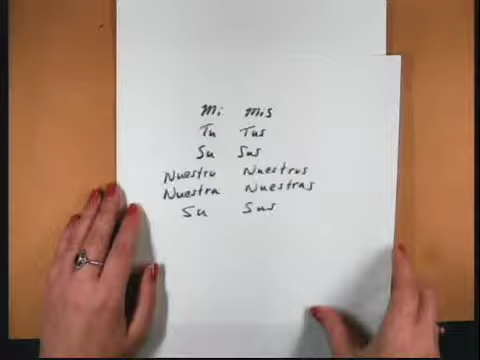 Mi Mis
Tu Tus
Su Sus
Nuestro Nuestros
Nuestra Nuestras
Su Sus